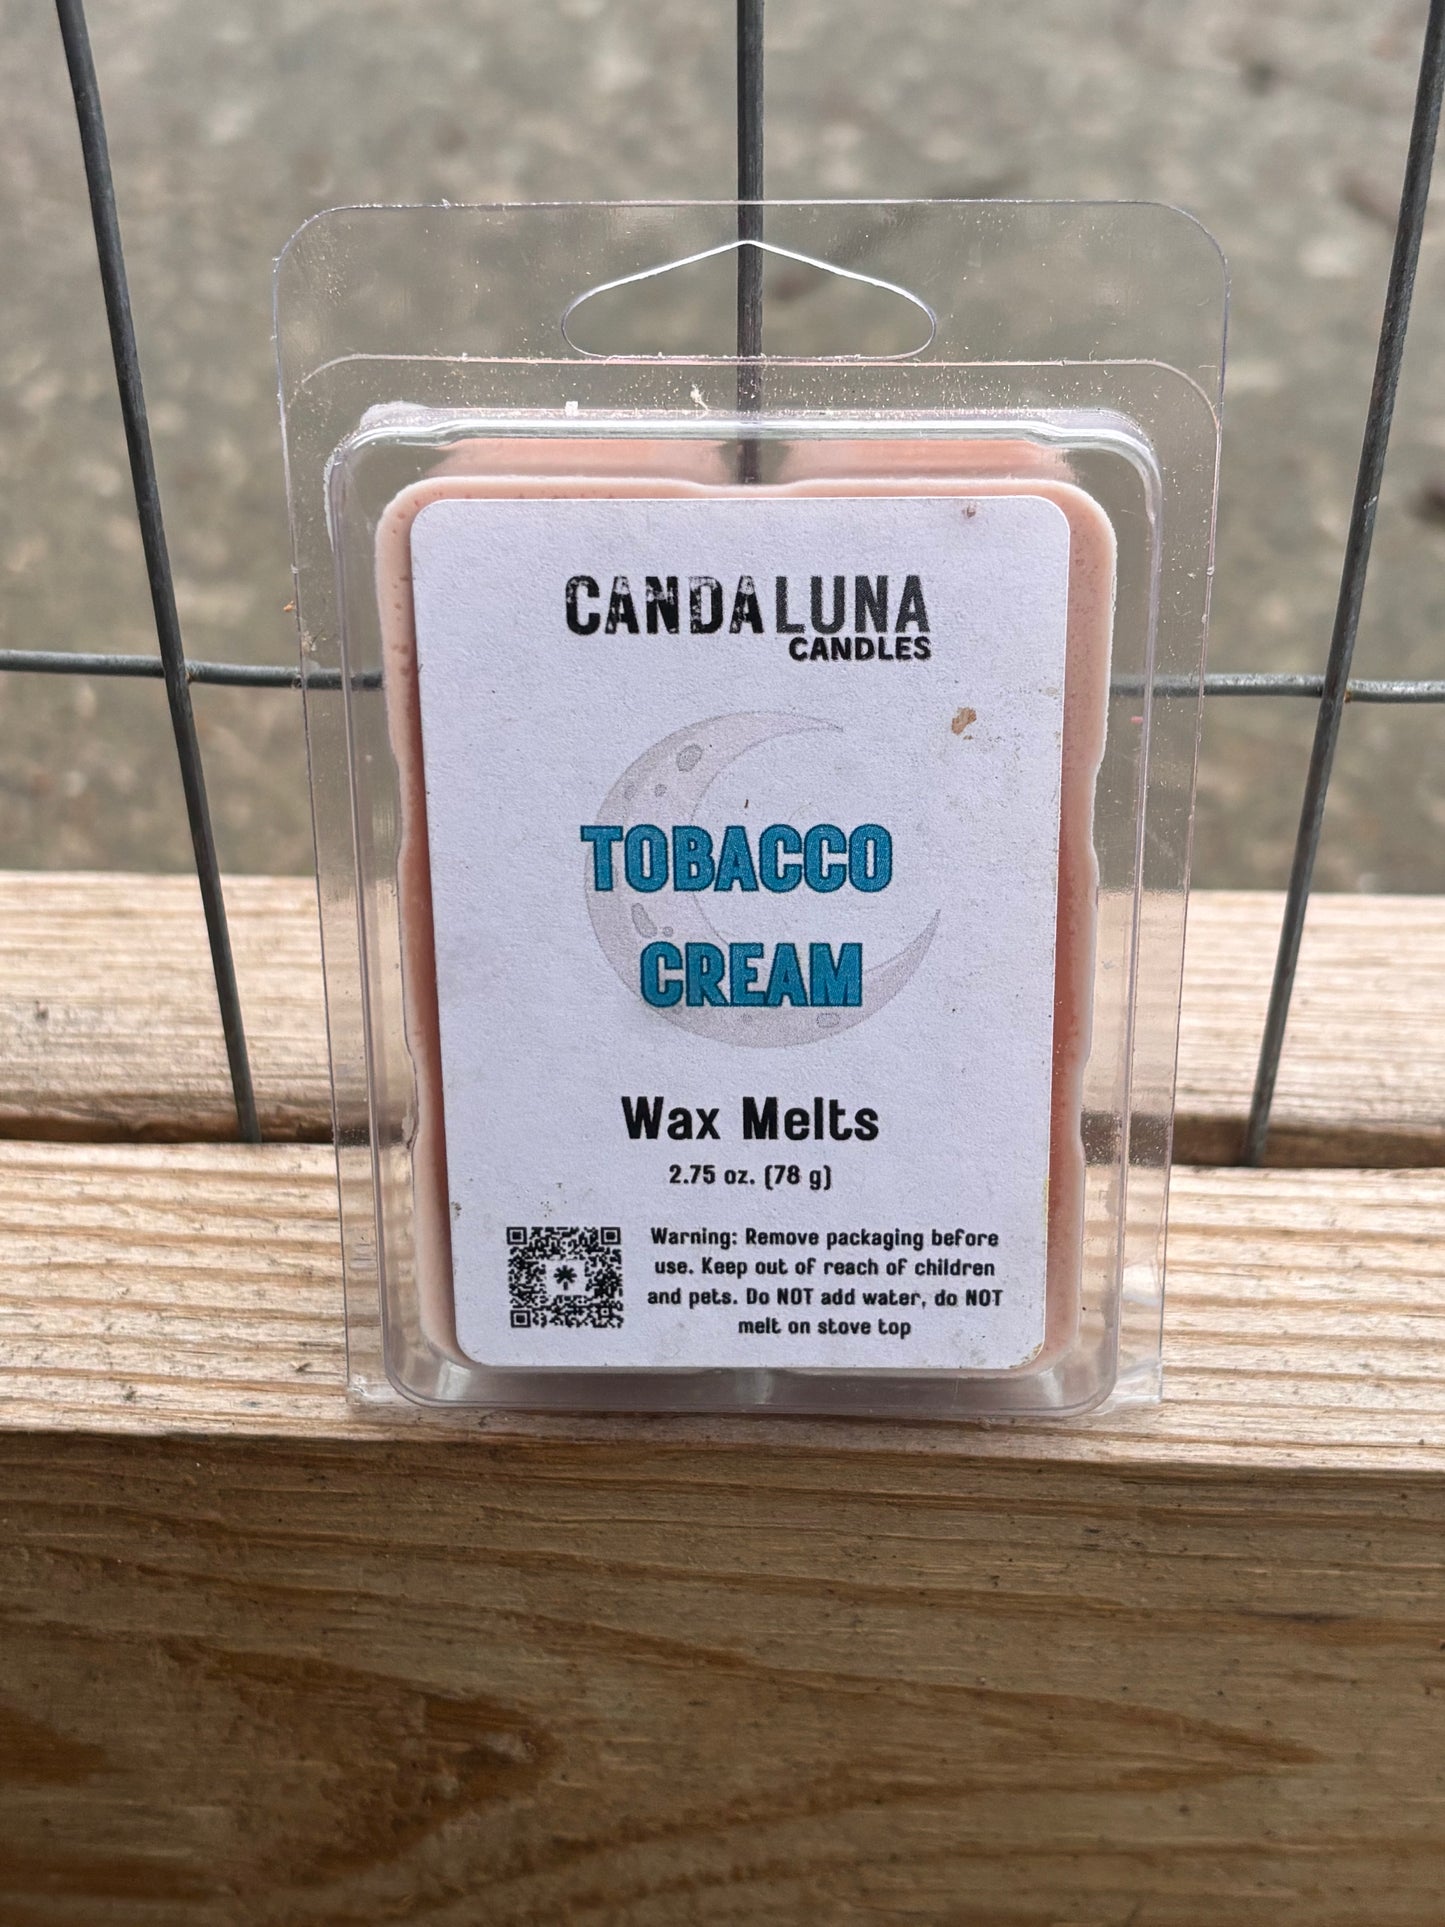 CANDALUNA
CANDLES
TOBACCO
CREAM
Wax Melts
2.75 oz. (78 g)
Warning: Remove packaging before
use. Keep out of reach of children
and pets. Do NOT add water, do NOT
melt on stove top